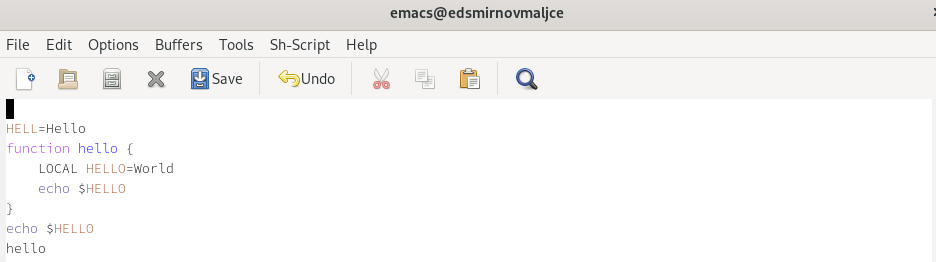 emacs@edsmirnovmaljce
File Edit Options Buffers Tools Sh-Script Help
Save Undo
HELL=Hello
function hello {
    LOCAL HELLO=World
    echo $HELLO
}
echo $HELLO
hello